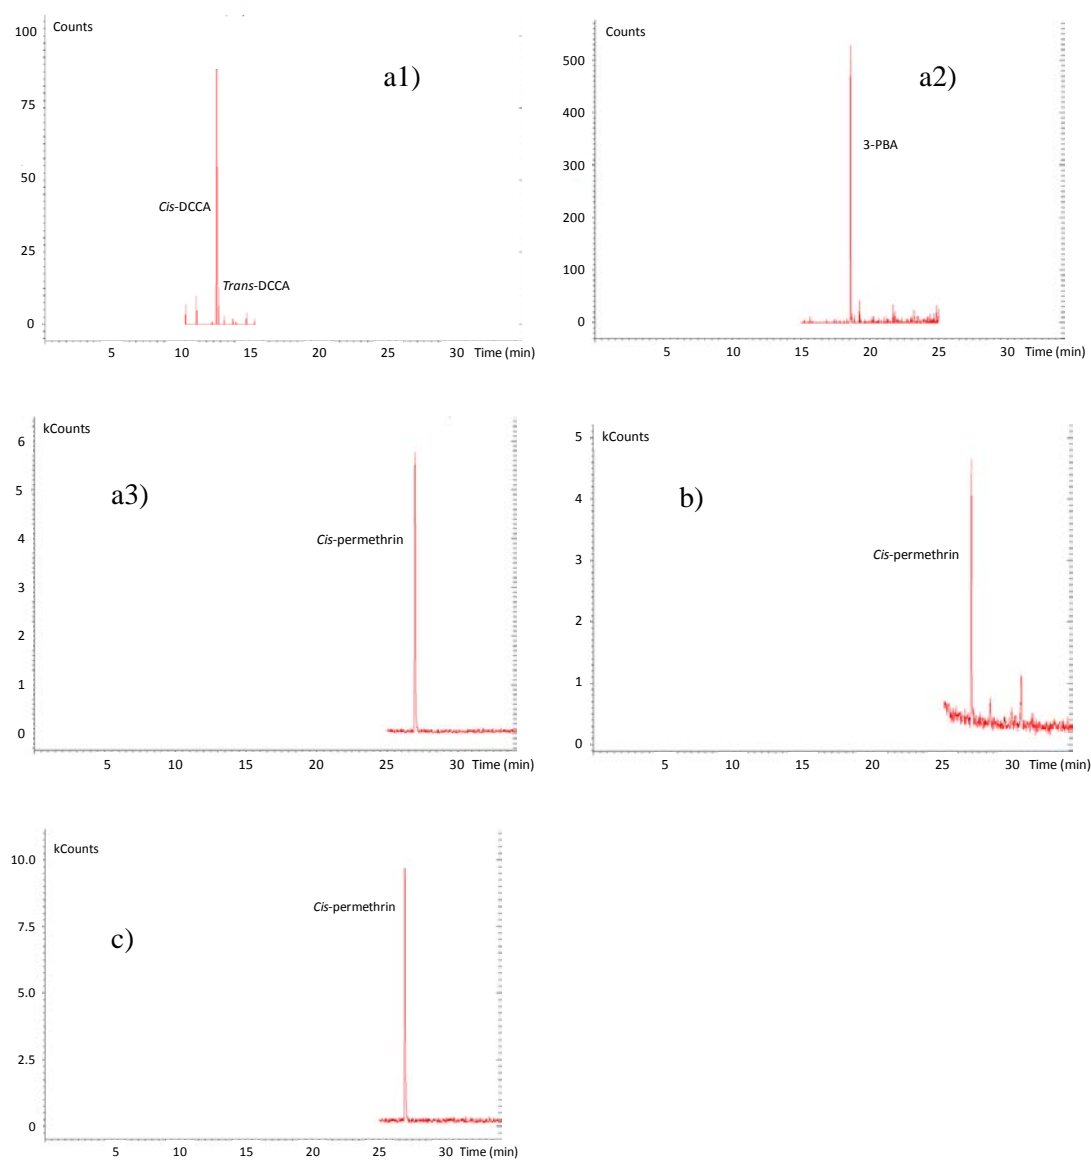 100
Counts
a1)
75
50
Cis-DCCA
25
Trans-DCCA
0
5 10 15 20 25 30 Time (min)
Counts
500
a2)
400
3-PBA
300
200
100
0
5 10 15 20 25 30 Time (min)
kCounts
6
5
a3)
Cis-permethrin
4
3
2
1
0
5 10 15 20 25 30 Time (min)
5
kCounts
b)
4
Cis-permethrin
3
2
1
0
5 10 15 20 25 30 Time (min)
kCounts
10.0
Cis-permethrin
c)
7.5
5.0
2.5
0
5 10 15 20 25 30 Time (min)